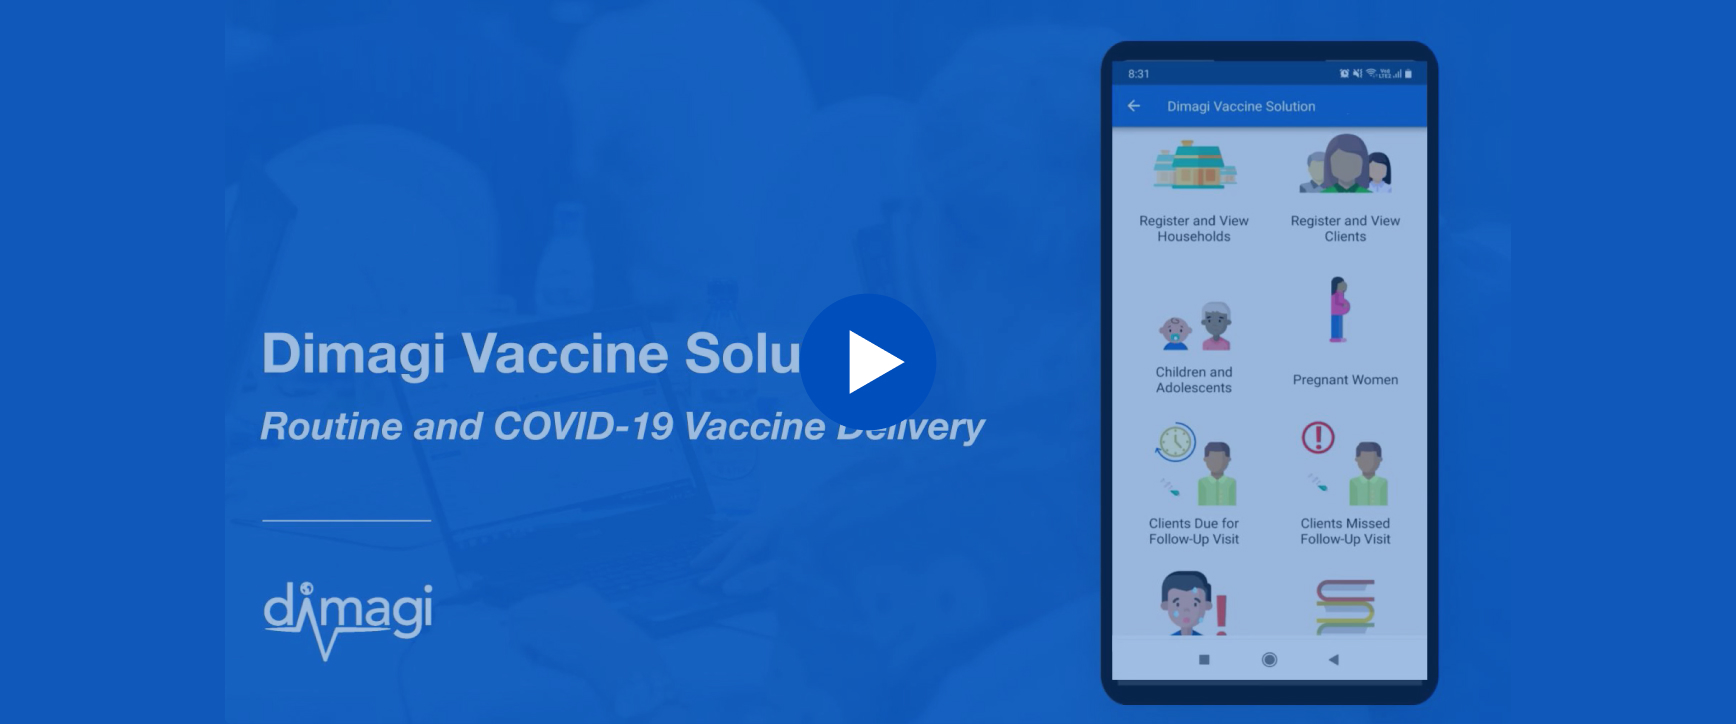 Dimagi Vaccine Solu
Routine and COVID-19 Vaccine Delivery
dimagi
8:31
Dimagi Vaccine Solution
Register and View
Households
Register and View
Clients
Children and
Adolescents
Pregnant Women
Clients Due for
Follow-Up Visit
Clients Missed
Follow-Up Visit